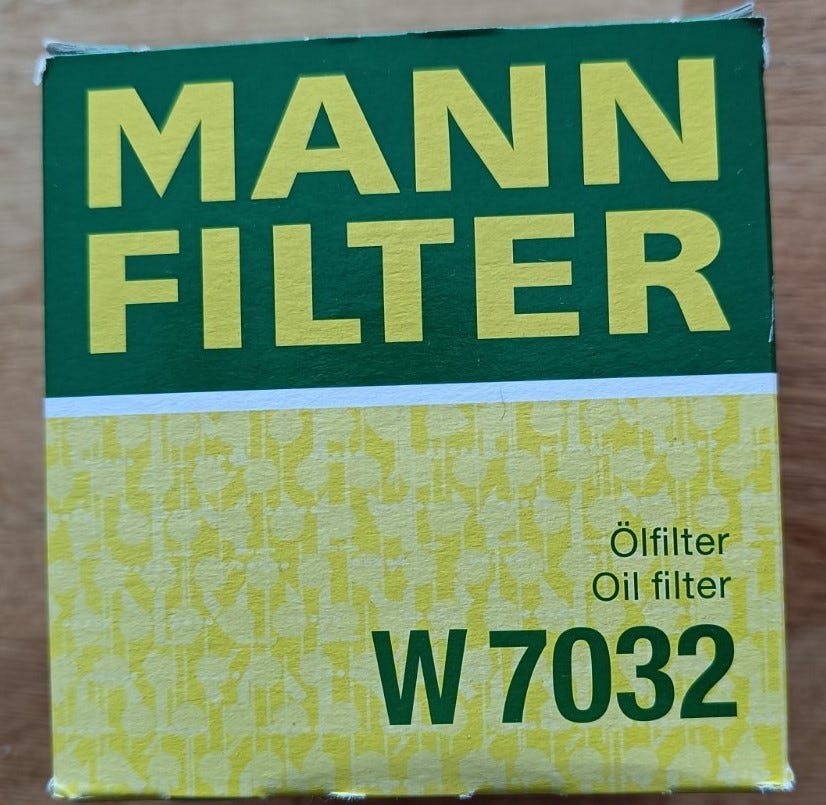 MANN
FILTER
Ölfilter
Oil filter
W 7032